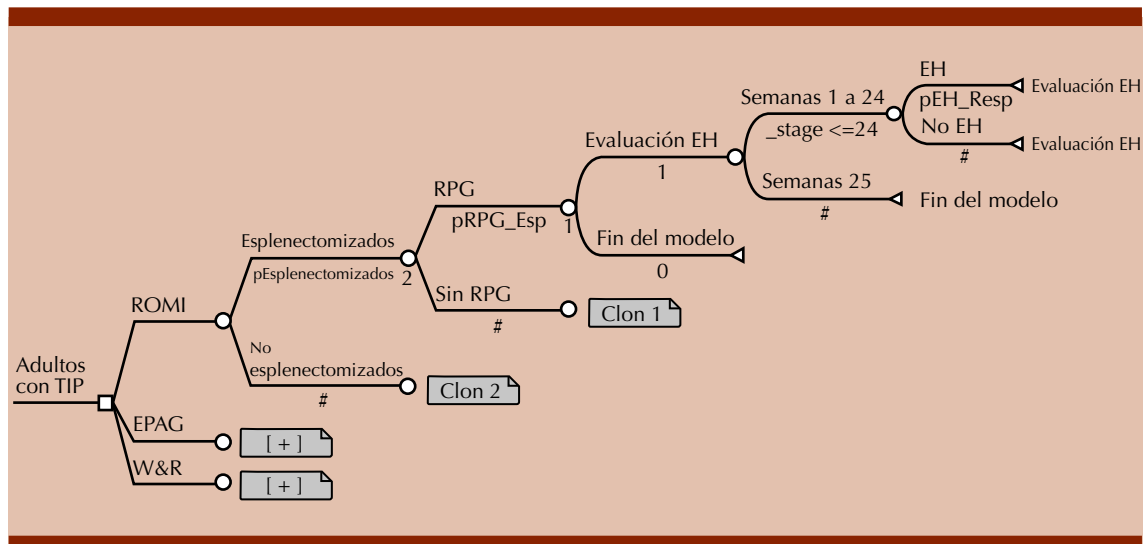 EH
Evaluación EH
pEH_Resp
Semanas 1 a 24
_stage <=24
No EH
Evaluación EH
#
Evaluación EH
1
Semanas 25
Fin del modelo
#
RPG
pRPG_Esp
1
Fin del modelo
0
Esplenectomizados
pEsplenectomizados
2
Sin RPG
#
Clon 1
ROMI
No
esplenectomizados
#
Clon 2
Adultos
con TIP
EPAG
[ + ]
W&R
[ + ]